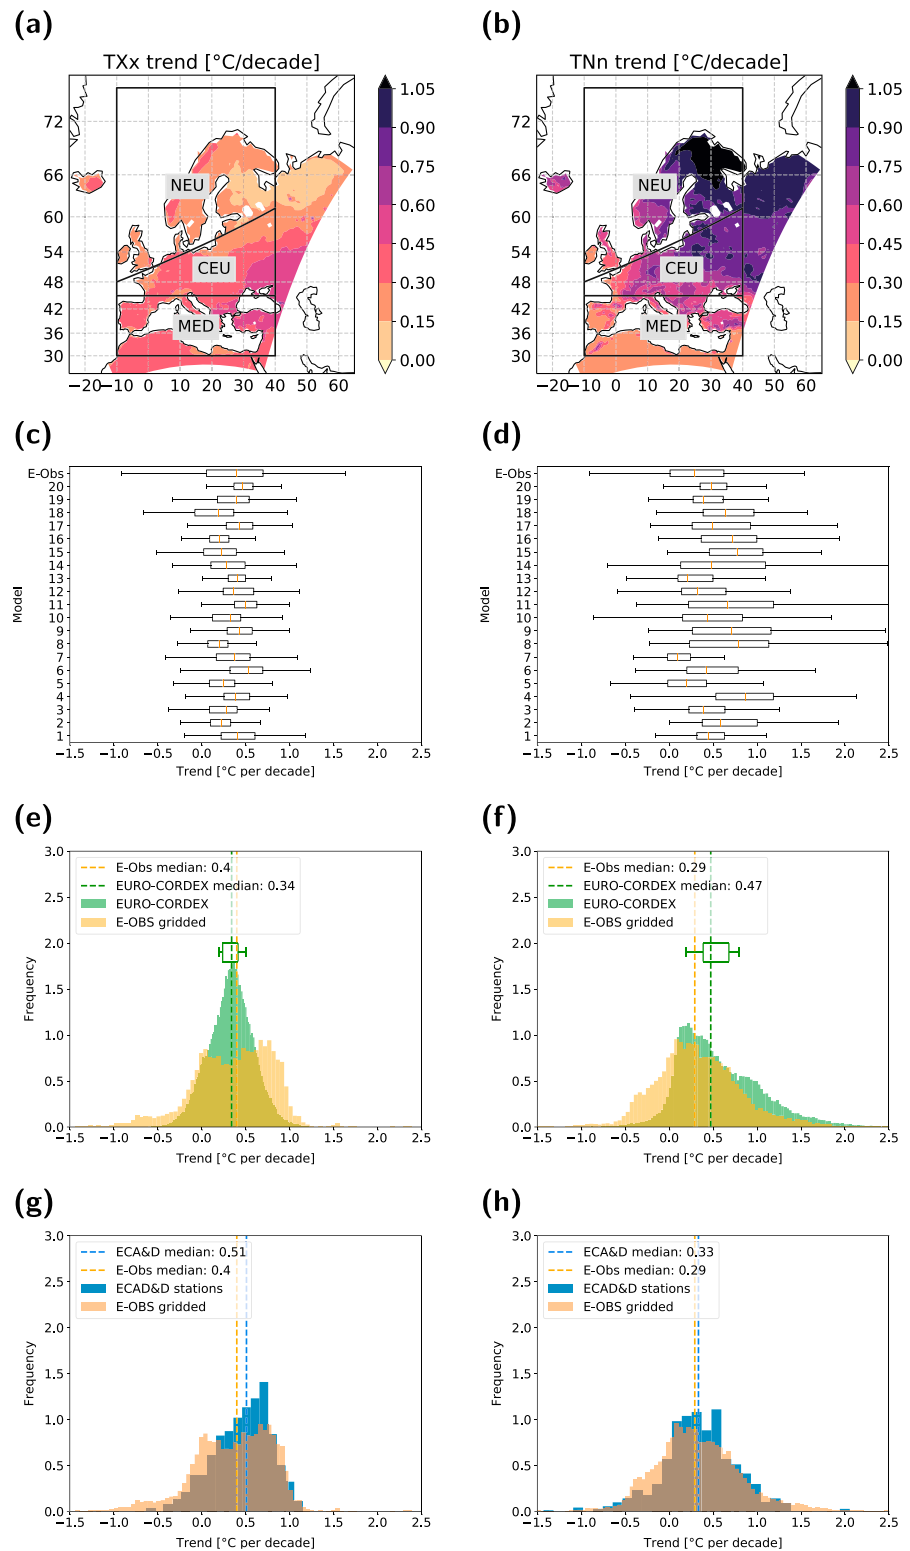 (a)
(b)
TXx trend [°C/decade]
TNn trend [°C/decade]
72
66
60
54
48
42
36
30
−20
−10
0
10
20
30
40
50
60
NEU
CEU
MED
1.05
0.90
0.75
0.60
0.45
0.30
0.15
0.00
72
66
60
54
48
42
36
30
−20
−10
0
10
20
30
40
50
60
NEU
CEU
MED
1.05
0.90
0.75
0.60
0.45
0.30
0.15
0.00
(c)
(d)
Model
E-Obs
20
19
18
17
16
15
14
13
12
11
10
9
8
7
6
5
4
3
2
1
−1.5 −1.0 −0.5 0.0 0.5 1.0 1.5 2.0 2.5
Trend [°C per decade]
Model
E-Obs
20
19
18
17
16
15
14
13
12
11
10
9
8
7
6
5
4
3
2
1
−1.5 −1.0 −0.5 0.0 0.5 1.0 1.5 2.0 2.5
Trend [°C per decade]
(e)
(f)
Frequency
3.0
2.5
2.0
1.5
1.0
0.5
0.0
E-Obs median: 0.4
EURO-CORDEX median: 0.34
EURO-CORDEX
E-OBS gridded
−1.5 −1.0 −0.5 0.0 0.5 1.0 1.5 2.0 2.5
Trend [°C per decade]
Frequency
3.0
2.5
2.0
1.5
1.0
0.5
0.0
E-Obs median: 0.29
EURO-CORDEX median: 0.47
EURO-CORDEX
E-OBS gridded
−1.5 −1.0 −0.5 0.0 0.5 1.0 1.5 2.0 2.5
Trend [°C per decade]
(g)
(h)
Frequency
3.0
2.5
2.0
1.5
1.0
0.5
0.0
ECA&D median: 0.51
E-Obs median: 0.4
ECAD&D stations
E-OBS gridded
−1.5 −1.0 −0.5 0.0 0.5 1.0 1.5 2.0 2.5
Trend [°C per decade]
Frequency
3.0
2.5
2.0
1.5
1.0
0.5
0.0
ECA&D median: 0.33
E-Obs median: 0.29
ECAD&D stations
E-OBS gridded
−1.5 −1.0 −0.5 0.0 0.5 1.0 1.5 2.0 2.5
Trend [°C per decade]